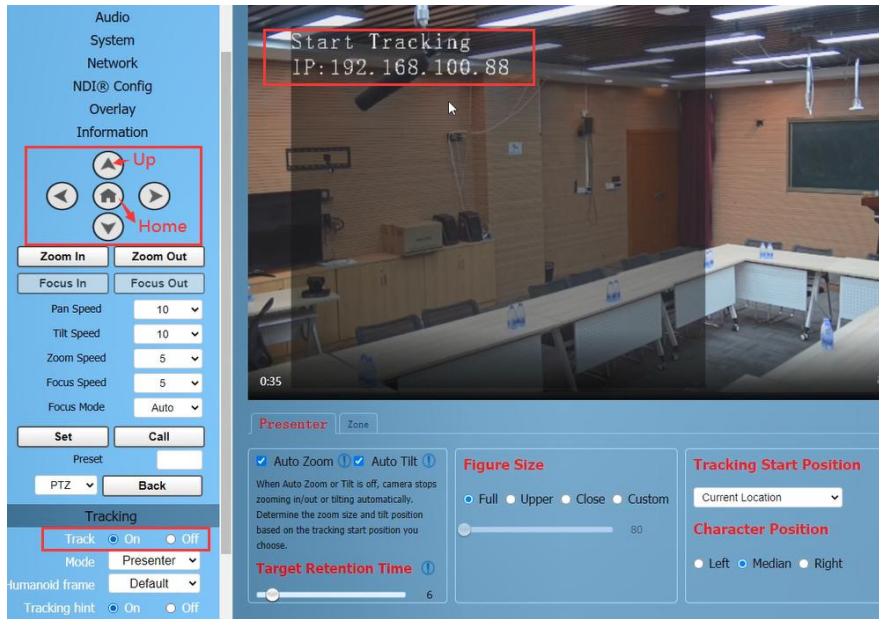 Audio
System
Network
NDI® Config
Overlay
Information
Up
Home
Zoom In Zoom Out
Focus In Focus Out
Pan Speed 10
Tilt Speed 10
Zoom Speed 5
Focus Speed 5
Focus Mode Auto
Set Call
Preset
PTZ Back
Tracking
Track On Off
Mode Presenter
Humanoid frame Default
Tracking hint On Off
Start Tracking
IP:192.168.100.88
0:35
Presenter Zone
Auto Zoom Auto Tilt
When Auto Zoom or Tilt is off, camera stops
zooming in/out or tilting automatically.
Determine the zoom size and tilt position
based on the tracking start position you
choose.
Target Retention Time
6
Figure Size
Full Upper Close Custom
80
Tracking Start Position
Current Location
Character Position
Left Median Right